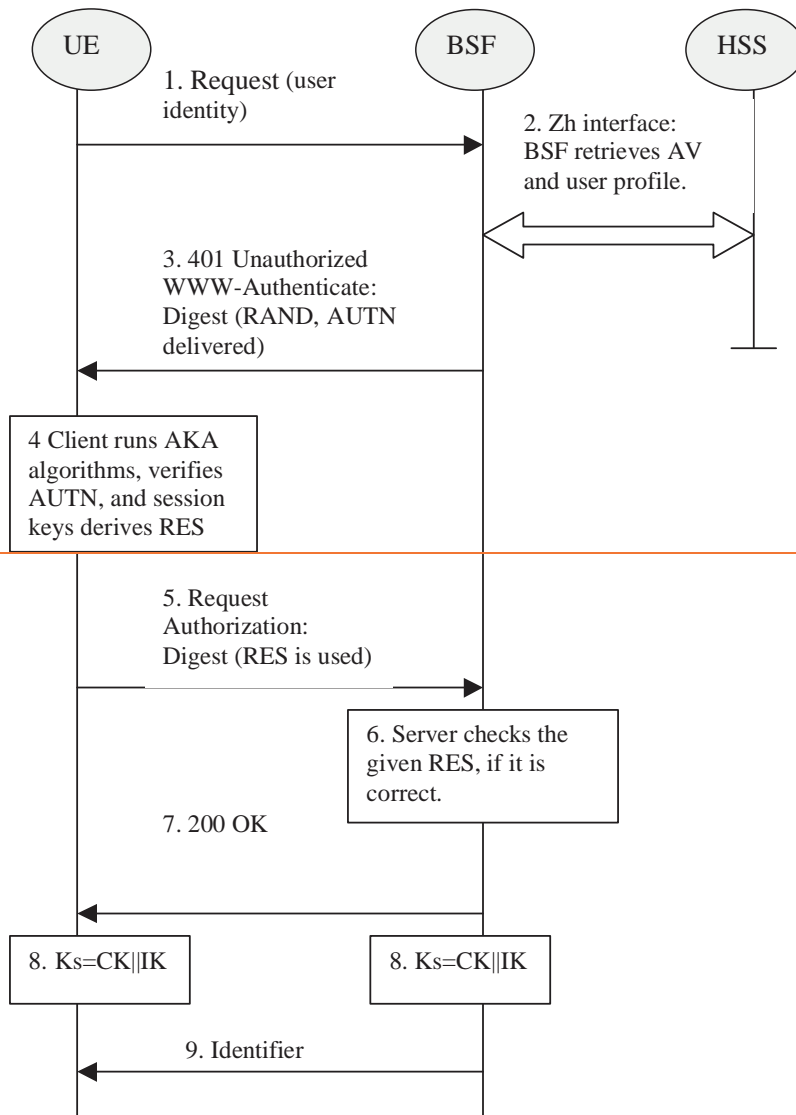 UE
BSF
HSS
1. Request (user
identity)
2. Zh interface:
BSF retrieves AV
and user profile.
3. 401 Unauthorized
WWW-Authenticate:
Digest (RAND, AUTN
delivered)
4 Client runs AKA
algorithms, verifies
AUTN, and session
keys derives RES
5. Request
Authorization:
Digest (RES is used)
6. Server checks the
given RES, if it is
correct.
7. 200 OK
8. Ks=CK||IK
8. Ks=CK||IK
9. Identifier